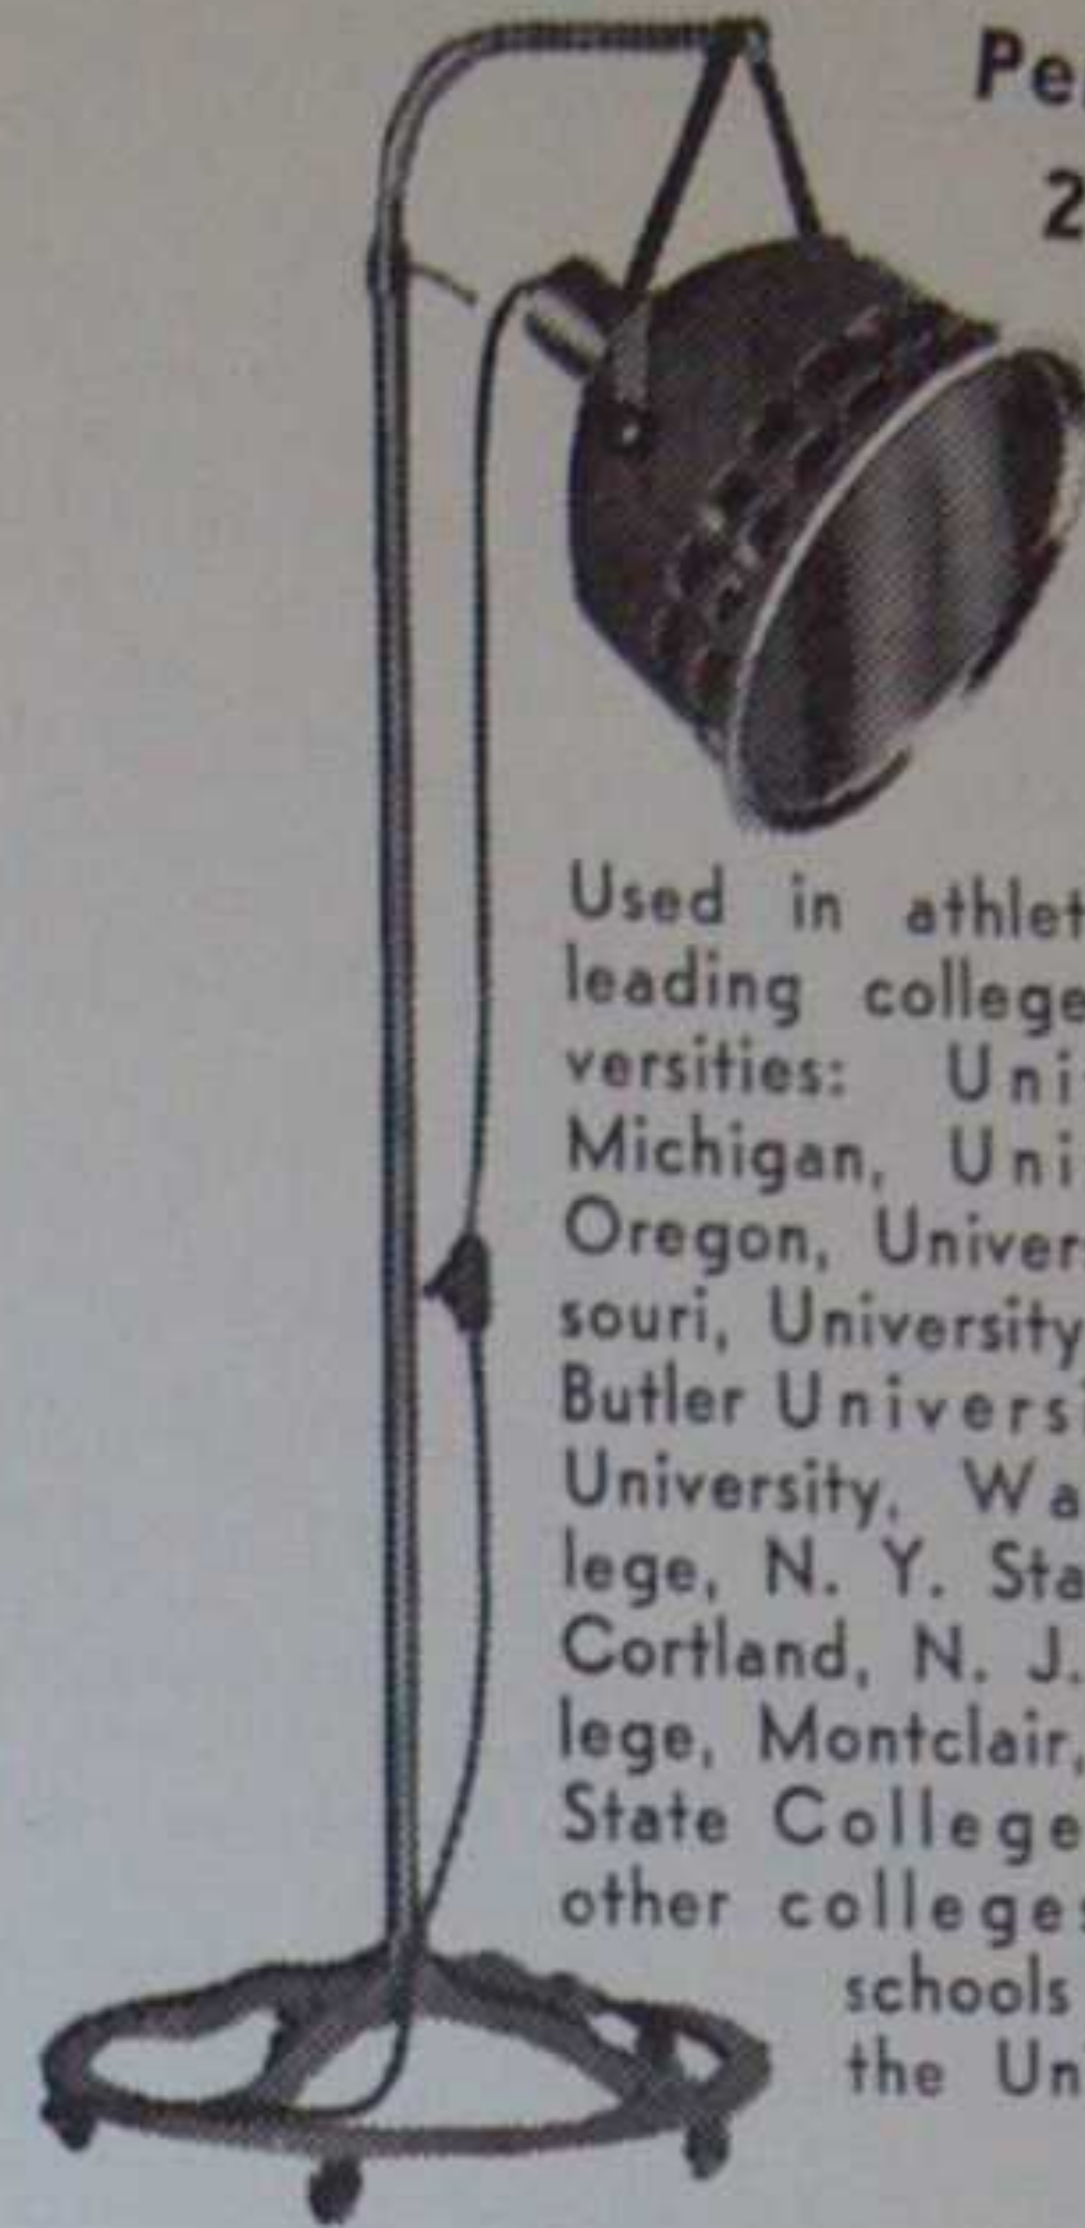 Pe
2
Used in athlet
leading college
versities: Uni
Michigan, Uni
Oregon, Univer
souri, University
Butler Universi
University, Wa
lege, N. Y. Sta
Cortland, N. J.
lege, Montclair,
State College
other colleges
schools
the Un